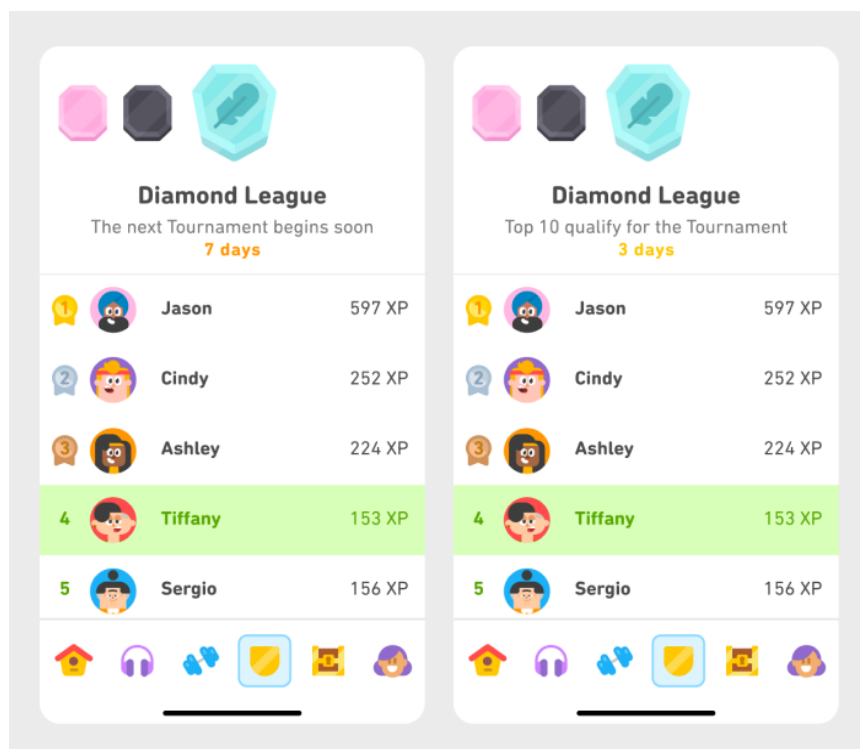 Diamond League
The next Tournament begins soon
7 days
1 Jason 597 XP
2 Cindy 252 XP
3 Ashley 224 XP
4 Tiffany 153 XP
5 Sergio 156 XP
Diamond League
Top 10 qualify for the Tournament
3 days
1 Jason 597 XP
2 Cindy 252 XP
3 Ashley 224 XP
4 Tiffany 153 XP
5 Sergio 156 XP